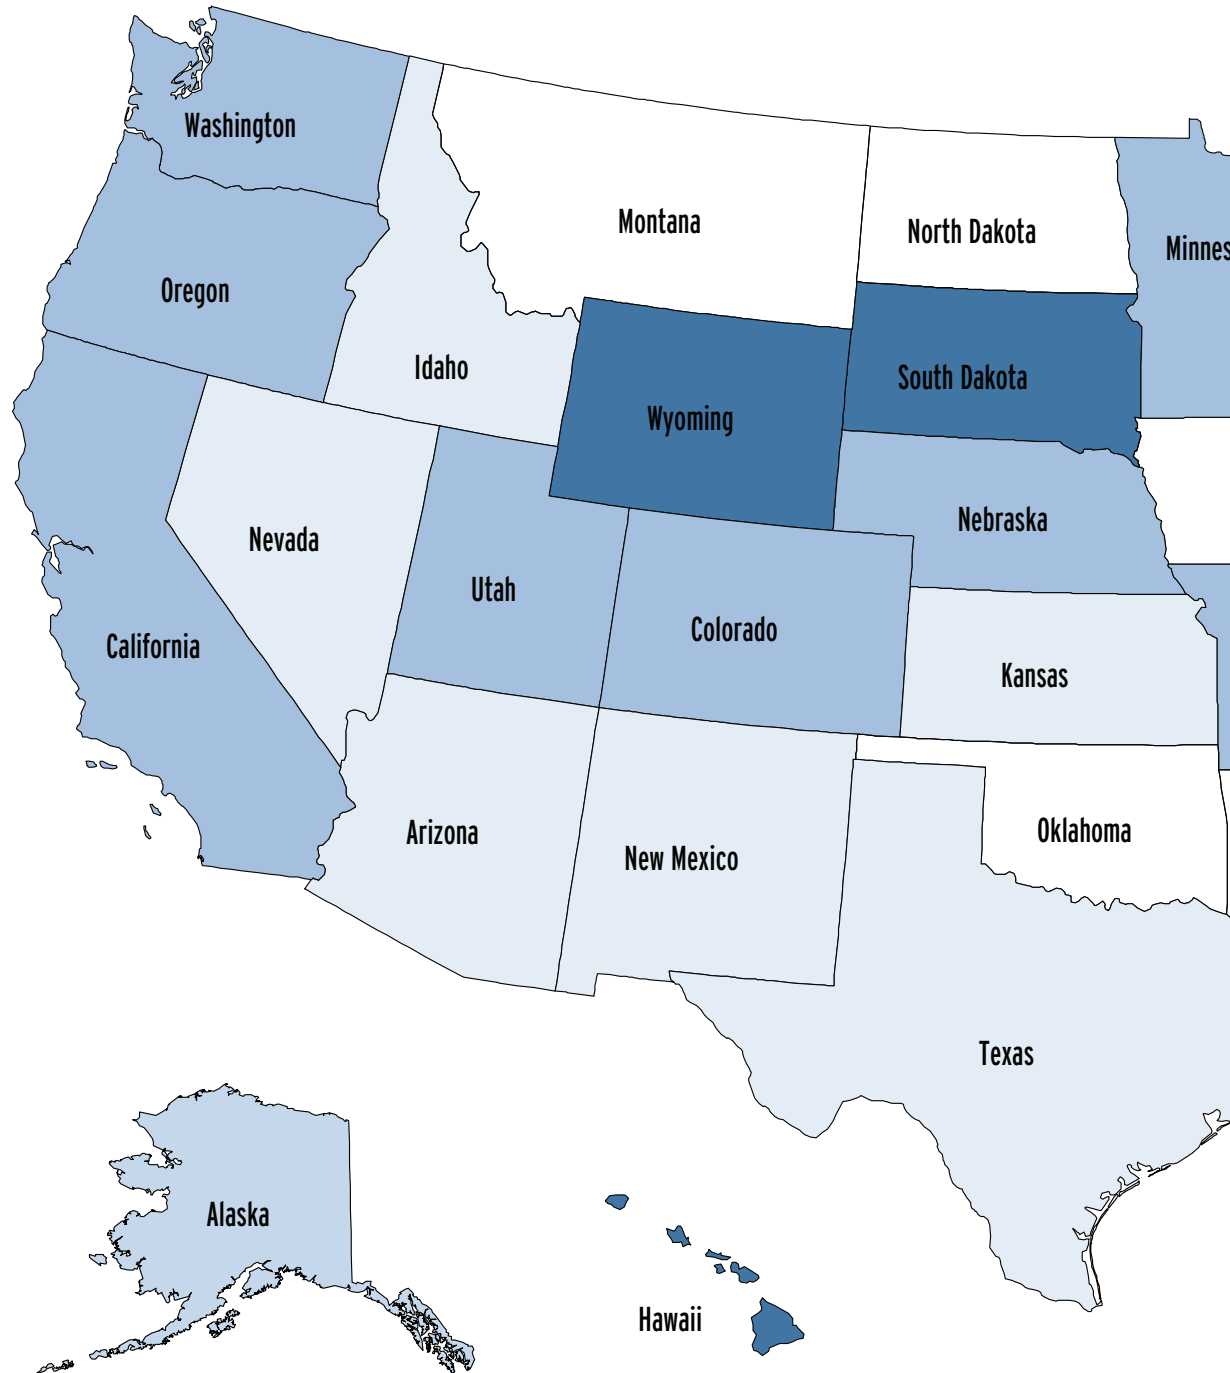 Washington
Montana
North Dakota
Minnes
Oregon
Idaho
South Dakota
Wyoming
Nebraska
Nevada
Utah
Colorado
California
Kansas
Arizona
Oklahoma
New Mexico
Texas
Alaska
Hawaii